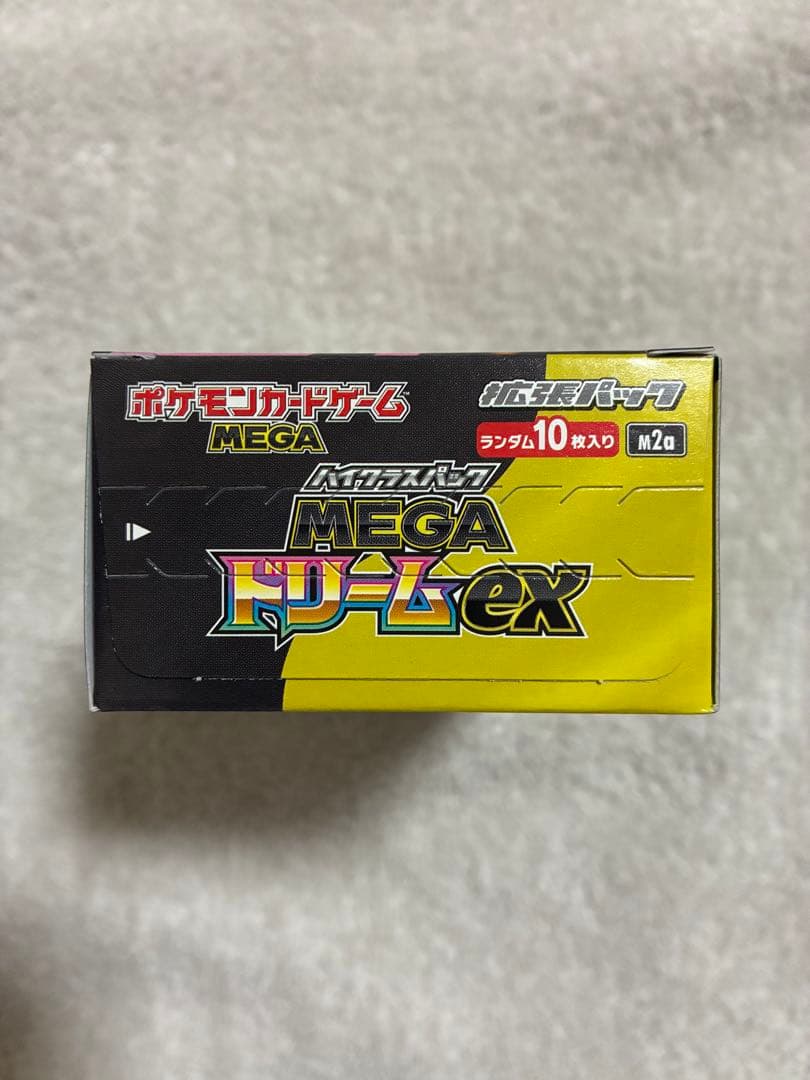 ポケモンカードゲーム
MEGA
拡張パック
ランダム10枚入り
M2a
ハイクラスパック
MEGA
ドリームex